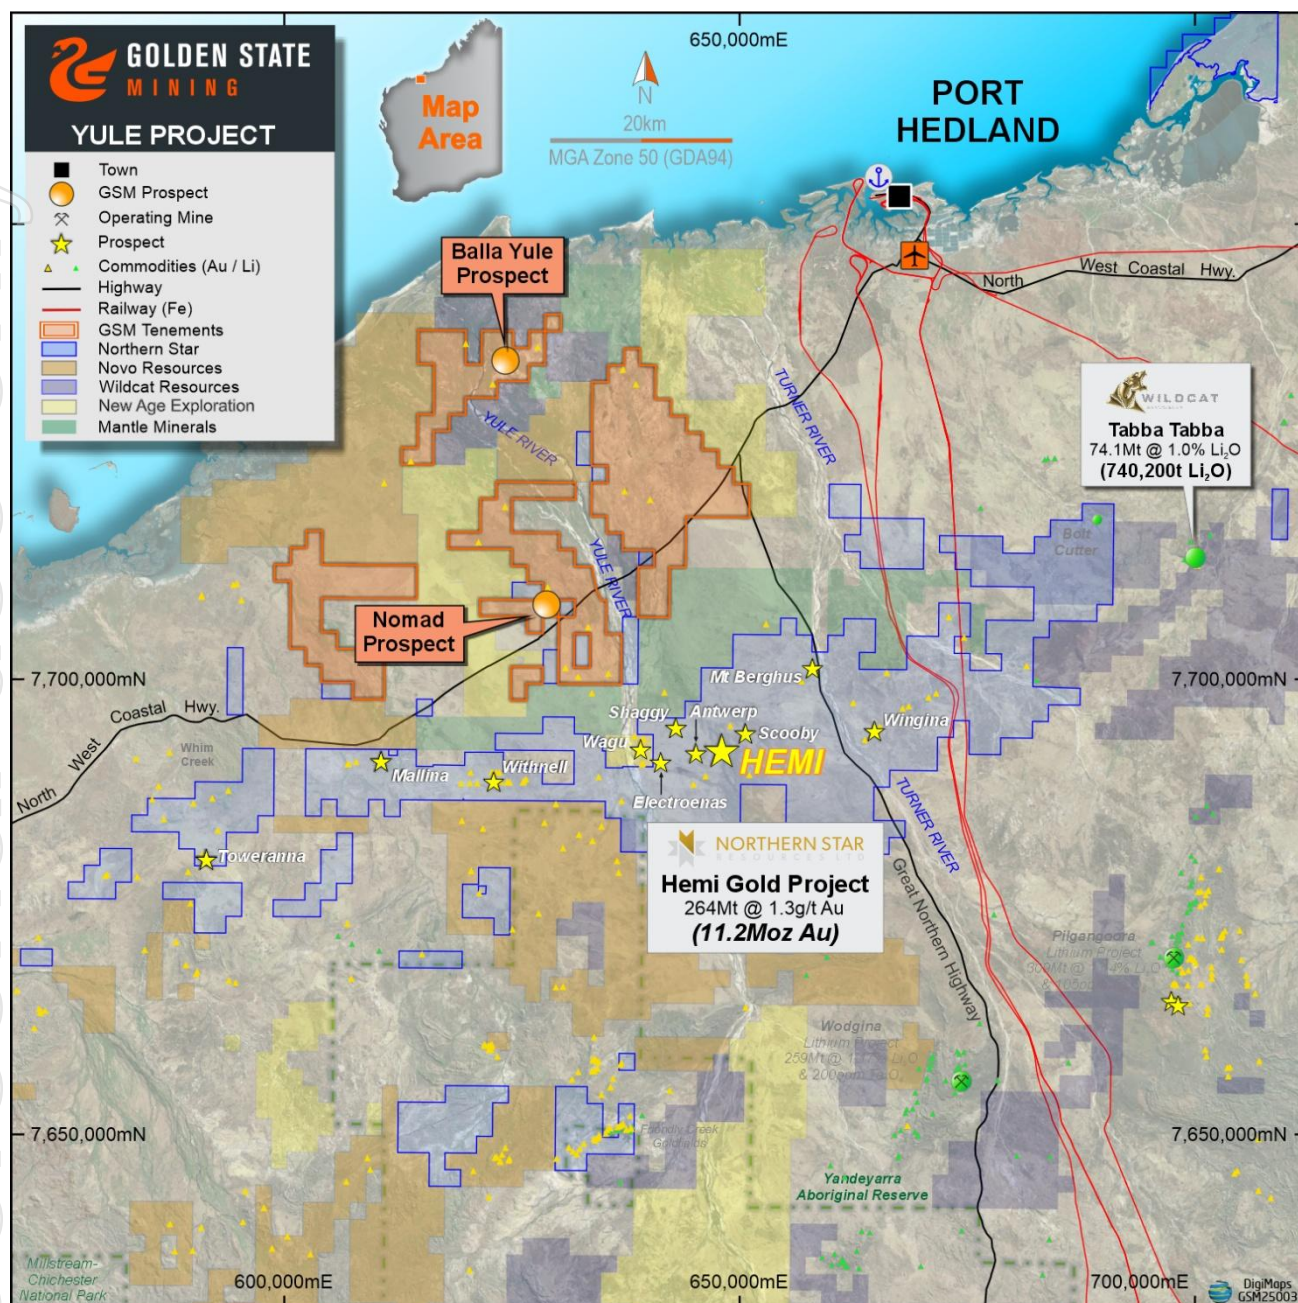 GOLDEN STATE
MINING
YULE PROJECT
Town
GSM Prospect
Operating Mine
Prospect
Commodities (Au / Li)
Highway
Railway (Fe)
GSM Tenements
Northern Star
Novo Resources
Wildcat Resources
New Age Exploration
Mantle Minerals
Map
Area
N
20km
MGA Zone 50 (GDA94)
650,000mE
PORT
HEDLAND
North
West Coastal Hwy.
Balla Yule
Prospect
YULE RIVER
TURNER RIVER
WILDCAT
Tabba Tabba
74.1Mt @ 1.0% Li₂O
(740,200t Li₂O)
Bolt
Cutter
YULE RIVER
Nomad
Prospect
7,700,000mN
7,700,000mN
Mt Berghus
Shaggy
Antwerp
Scooby
Wingina
Wagu
HEMI
Electroenas
North
West
Coastal
Hwy.
Whim
Creek
Mallina
Withnell
Toweranna
TURNER RIVER
NORTHERN STAR
RESOURCES LTD
Hemi Gold Project
264Mt @ 1.3g/t Au
(11.2Moz Au)
Great Northern Highway
Pilgangoora
Lithium Project
Wodgina
Lithium Project
7,650,000mN
7,650,000mN
Goldfields
Yandeyarra
Aboriginal Reserve
Millstream-
Chichester
National Park
600,000mE
650,000mE
700,000mE
DigiMaps
GSM25003